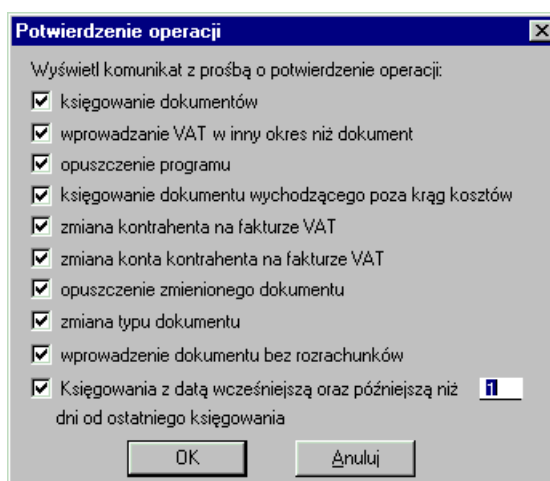 Potwierdzenie operacji
Wyświetl komunikat z prośbą o potwierdzenie operacji:
księgowanie dokumentów
wprowadzanie VAT w inny okres niż dokument
opuszczenie programu
księgowanie dokumentu wychodzącego poza krąg kosztów
zmiana kontrahenta na fakturze VAT
zmiana konta kontrahenta na fakturze VAT
opuszczenie zmienionego dokumentu
zmiana typu dokumentu
wprowadzenie dokumentu bez rozrachunków
Księgowania z datą wcześniejszą oraz późniejszą niż 1
dni od ostatniego księgowania
OK Anuluj